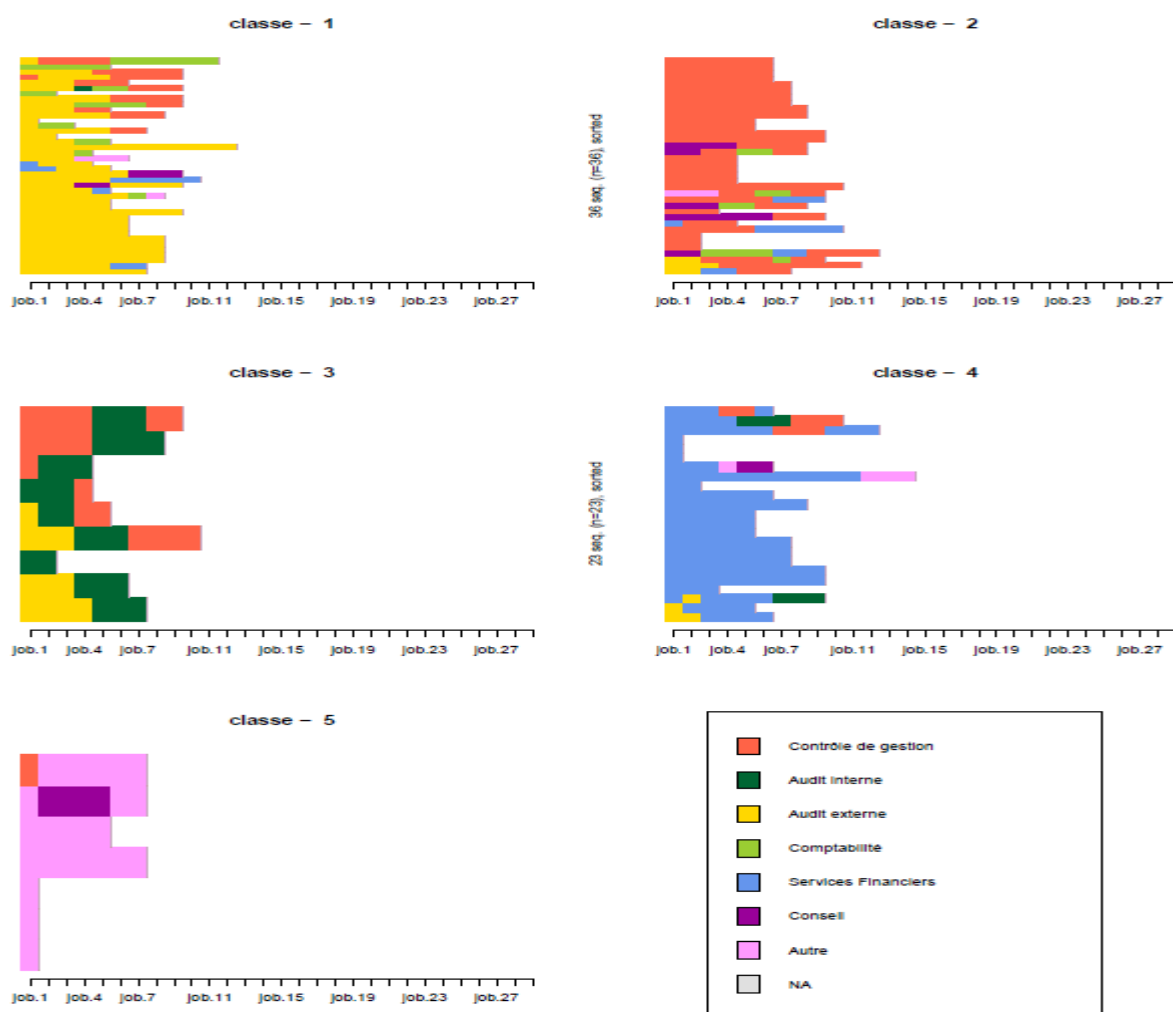 classe – 1
job.1 job.4 job.7 job.11 job.15 job.19 job.23 job.27
classe – 2
36 seq. (n=36), sorted
job.1 job.4 job.7 job.11 job.15 job.19 job.23 job.27
classe – 3
job.1 job.4 job.7 job.11 job.15 job.19 job.23 job.27
classe – 4
23 seq. (n=23), sorted
job.1 job.4 job.7 job.11 job.15 job.19 job.23 job.27
classe – 5
job.1 job.4 job.7 job.11 job.15 job.19 job.23 job.27
Contrôle de gestion
Audit interne
Audit externe
Comptabilité
Services Financiers
Conseil
Autre
NA